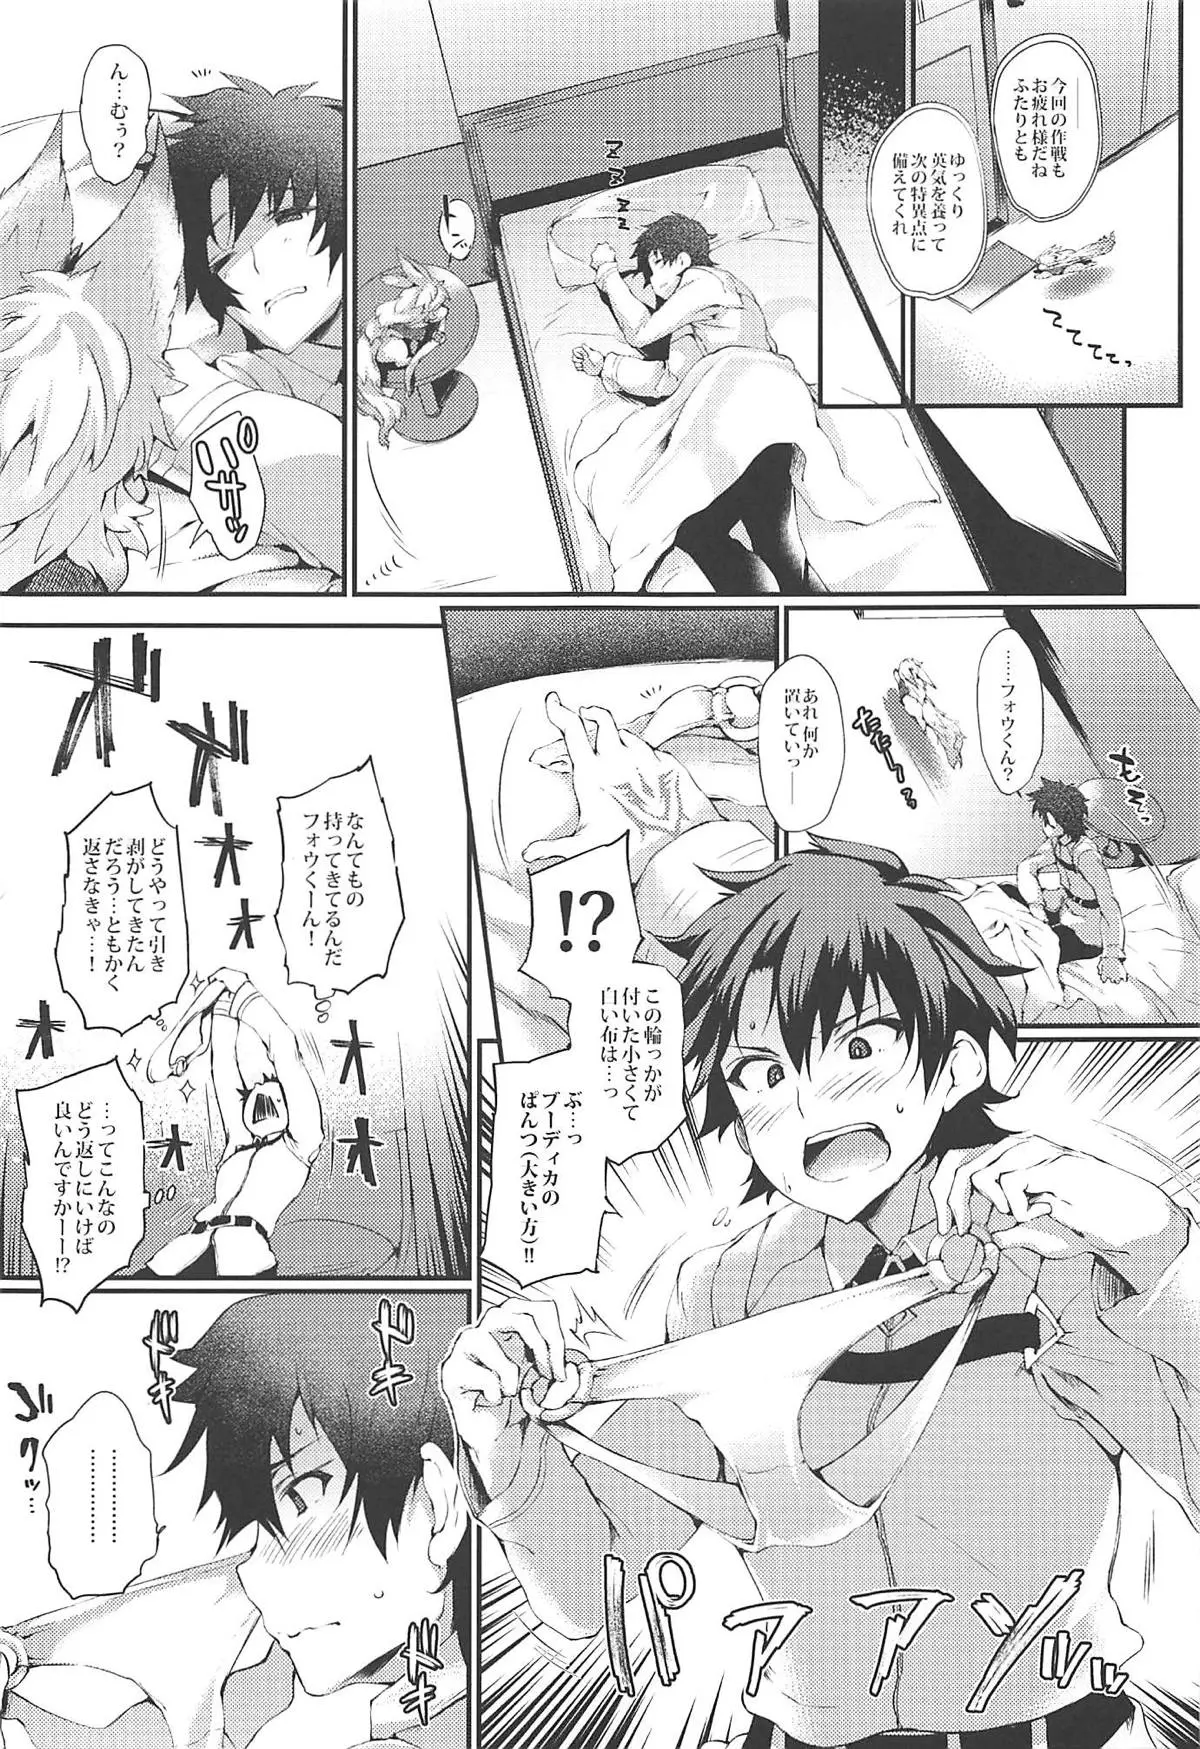 今回の作戦も
お疲れ様だね
ふたりとも
ゆっくり
英気を養って
次の特異点に
備えてくれ
てててっ
zzzzz
トンっ
ん…むぅ?
パサッ
……フォウくん?
もぞっ
あれ 何か
置いていっ―
!?
この輪っかが
付いた小さくて
白い布は…っ
ぶ…っ
ブーディカの
ぱんつ(大きい方)!!
パァアアンッ
なんてもの
持ってきてるんだ
フォウくーん!
どうやって引き
剥がしてきたん
だろう…ともかく
返さなきゃ…!
…ってこんなの
どう返しにいけば
良いんですかーー!?
ドキ
ドキ
…………